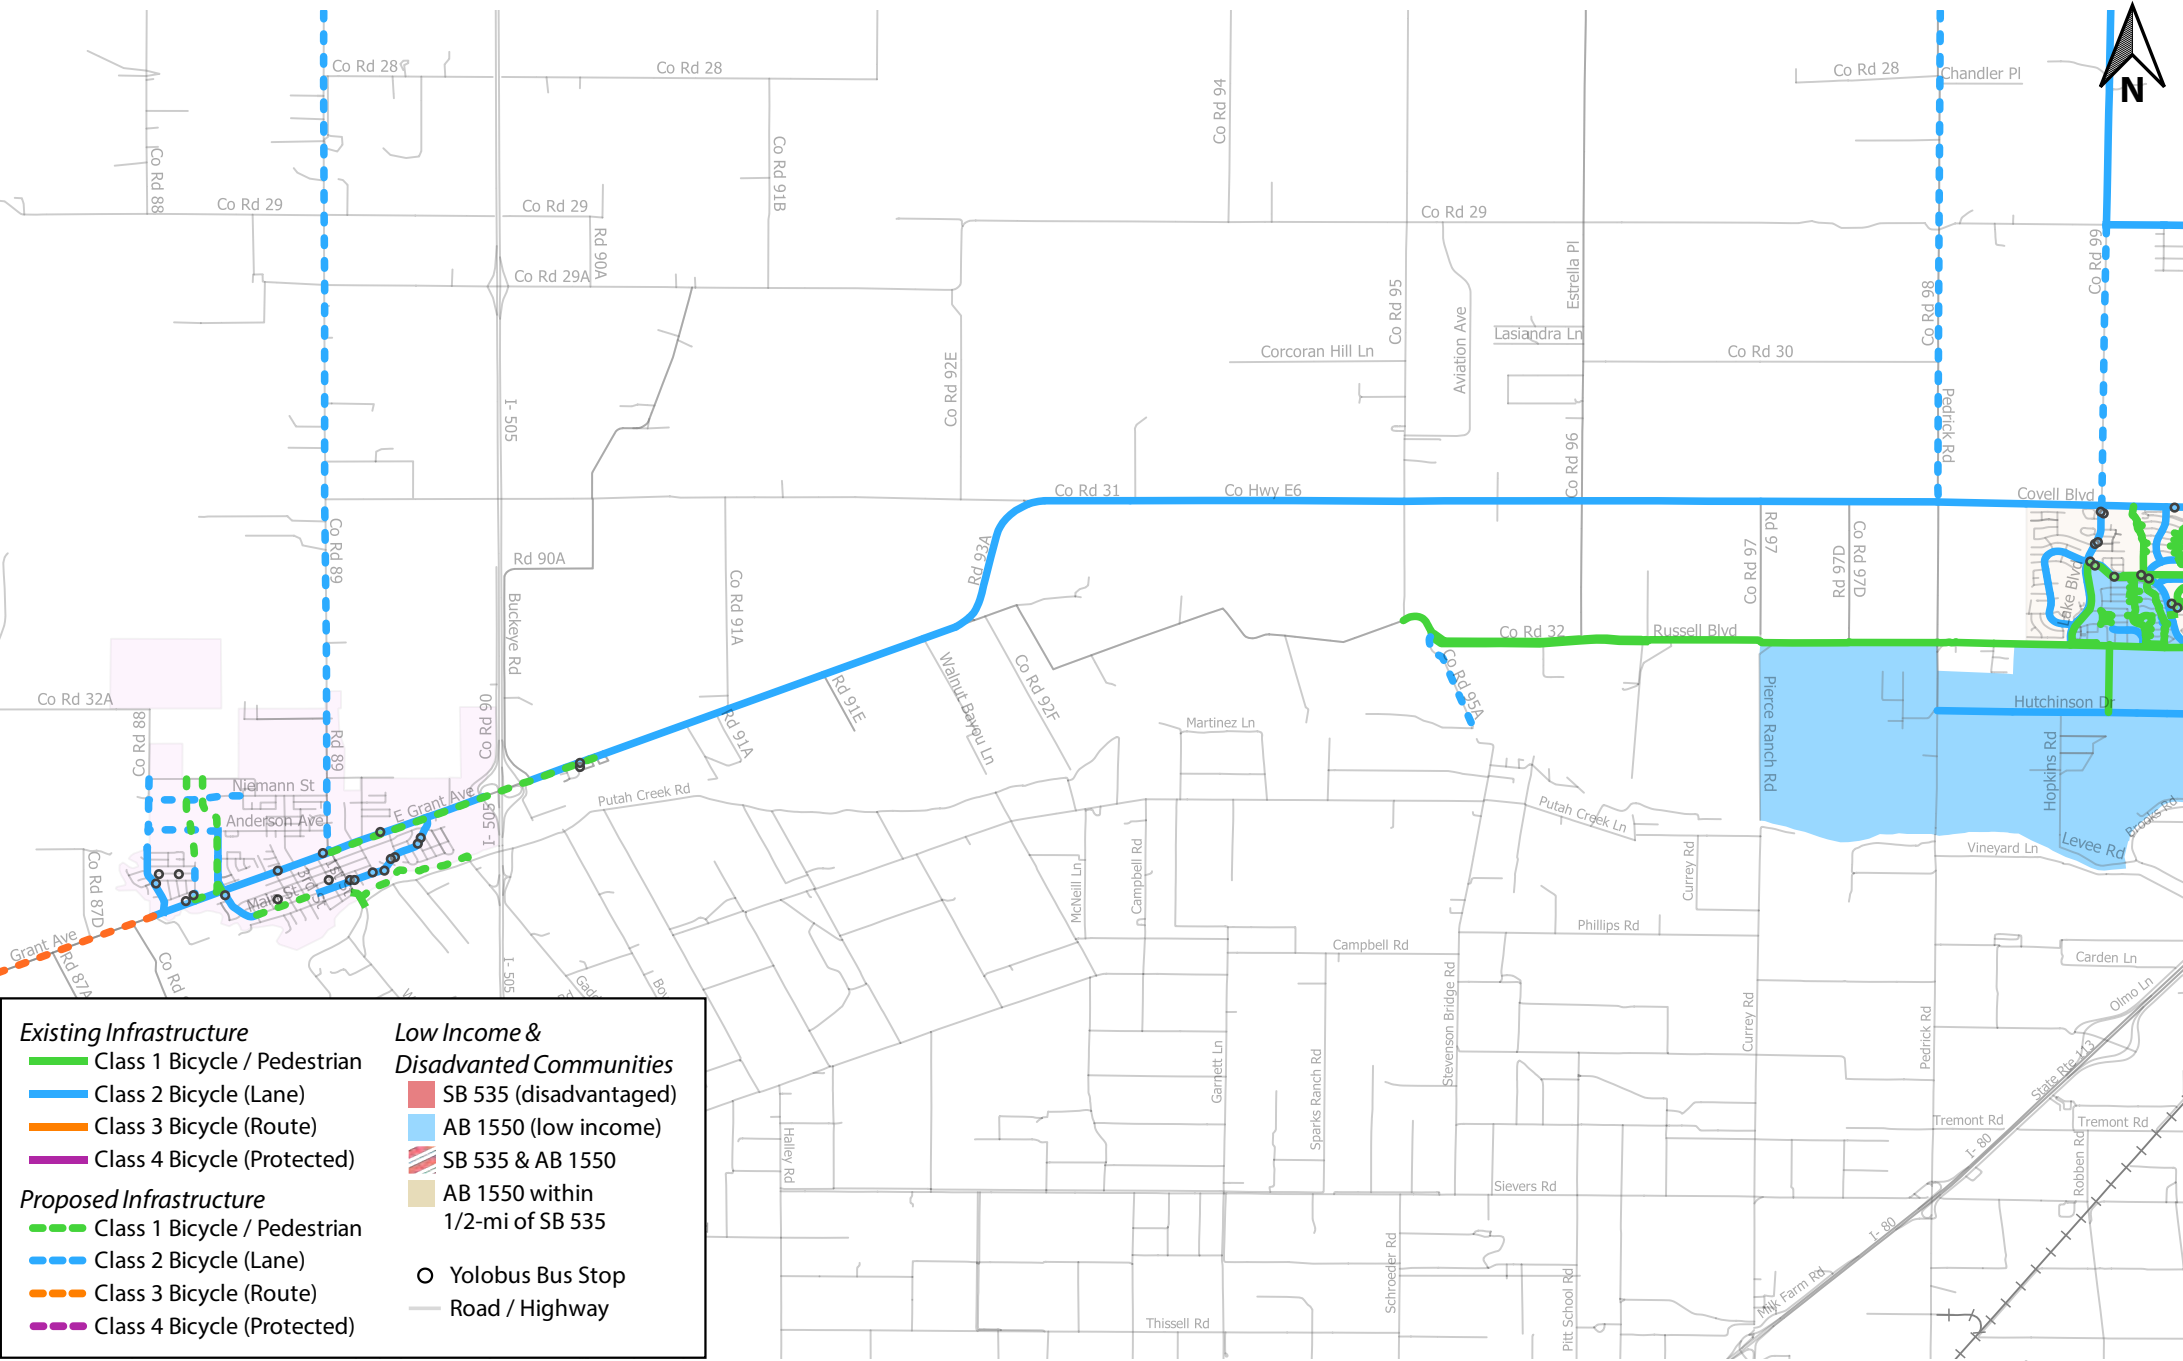 Co Rd 28
Co Rd 28
Co Rd 94
Co Rd 28
Chandler Pl
N
Co Rd 88
Co Rd 91B
Co Rd 29
Co Rd 29
Co Rd 29
Rd 90A
Co Rd 29A
Estrella Pl
Co Rd 99
Co Rd 95
Co Rd 98
Aviation Ave
Lasiandra Ln
Corcoran Hill Ln
Co Rd 30
Co Rd 92E
I- 505
Pedrick Rd
Co Rd 96
Co Rd 31
Co Hwy E6
Covell Blvd
Co Rd 89
Rd 90A
Rd 93A
Co Rd 97
Rd 97
Rd 97D
Co Rd 97D
Buckeye Rd
Co Rd 91A
Lake Blvd
Co Rd 32
Russell Blvd
Walnut Bayou Ln
Co Rd 92F
Co Rd 95A
Rd 91E
Co Rd 32A
Co Rd 88
Rd 89
Co Rd 90
Rd 91A
Martinez Ln
Pierce Ranch Rd
Hutchinson Dr
Hopkins Rd
Niemann St
E Grant Ave
Putah Creek Rd
Putah Creek Ln
Brooks Rd
Anderson Ave
I- 505
Levee Rd
Vineyard Ln
Co Rd 87D
Main St
3rd St
1st St
McNeill Ln
Campbell Rd
Currey Rd
Grant Ave
Rd 87A
Co Rd
I- 505
Campbell Rd
Phillips Rd
Carden Ln
Olmo Ln
Stevenson Bridge Rd
Currey Rd
Pedrick Rd
Garnett Ln
Sparks Ranch Rd
State Rte 113
Tremont Rd
Tremont Rd
I- 80
Halley Rd
Robben Rd
Sievers Rd
I- 80
Schroeder Rd
Pitt School Rd
Milk Farm Rd
Thissell Rd
Existing Infrastructure
Class 1 Bicycle / Pedestrian
Class 2 Bicycle (Lane)
Class 3 Bicycle (Route)
Class 4 Bicycle (Protected)
Proposed Infrastructure
Class 1 Bicycle / Pedestrian
Class 2 Bicycle (Lane)
Class 3 Bicycle (Route)
Class 4 Bicycle (Protected)
Low Income &
Disadvanted Communities
SB 535 (disadvantaged)
AB 1550 (low income)
SB 535 & AB 1550
AB 1550 within
1/2-mi of SB 535
Yolobus Bus Stop
Road / Highway